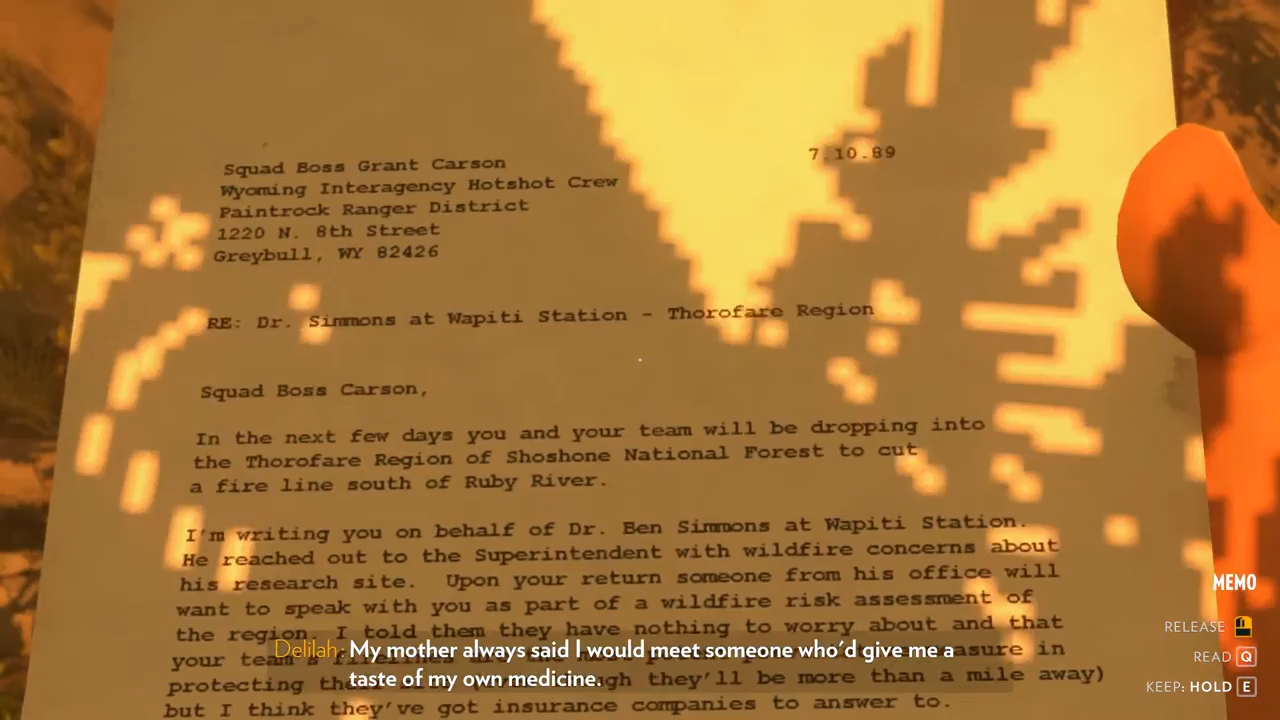 Squad Boss Grant Carson
7.10.89
Wyoming Interagency Hotshot Crew
Paintrock Ranger District
1220 N. 8th Street
Greybull, WY 82426
RE: Dr. Simmons at Wapiti Station - Thorofare Region
Squad Boss Carson,
In the next few days you and your team will be dropping into
the Thorofare Region of Shoshone National Forest to cut
a fire line south of Ruby River.
I'm writing you on behalf of Dr. Ben Simmons at Wapiti Station.
He reached out to the Superintendent with wildfire concerns about
his research site. Upon your return someone from his office will
want to speak with you as part of a wildfire risk assessment of
the region. I told them they have nothing to worry about and that
your team's firelines are the most
protecting they'll be more than a mile away)
but I think they've got insurance companies to answer to.
Delilah: My mother always said I would meet someone who'd give me a
taste of my own medicine.
MEMO
RELEASE
READ Q
KEEP: HOLD E